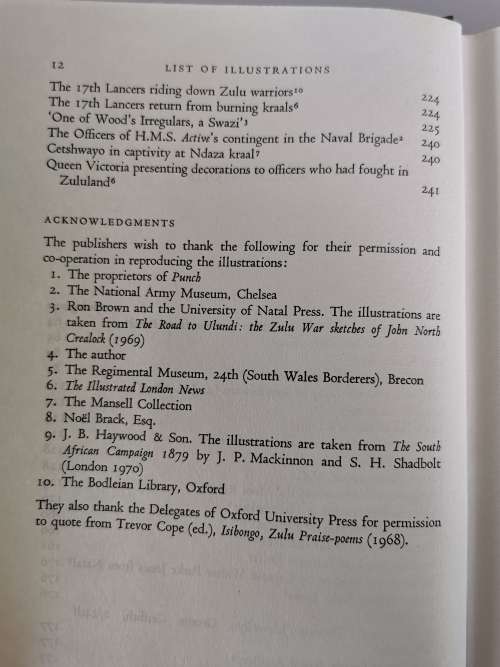 12 LIST OF ILLUSTRATIONS
The 17th Lancers riding down Zulu warriors¹⁰ 224
The 17th Lancers return from burning kraals⁶ 224
'One of Wood's Irregulars, a Swazi'³ 225
The Officers of H.M.S. Active's contingent in the Naval Brigade² 240
Cetshwayo in captivity at Ndaza kraal⁷ 240
Queen Victoria presenting decorations to officers who had fought in
Zululand⁶ 241
ACKNOWLEDGMENTS
The publishers wish to thank the following for their permission and
co-operation in reproducing the illustrations:
1. The proprietors of Punch
2. The National Army Museum, Chelsea
3. Ron Brown and the University of Natal Press. The illustrations are
taken from The Road to Ulundi: the Zulu War sketches of John North
Crealock (1969)
4. The author
5. The Regimental Museum, 24th (South Wales Borderers), Brecon
6. The Illustrated London News
7. The Mansell Collection
8. Noël Brack, Esq.
9. J. B. Haywood & Son. The illustrations are taken from The South
African Campaign 1879 by J. P. Mackinnon and S. H. Shadbolt
(London 1970)
10. The Bodleian Library, Oxford
They also thank the Delegates of Oxford University Press for permission
to quote from Trevor Cope (ed.), Isibongo, Zulu Praise-poems (1968).